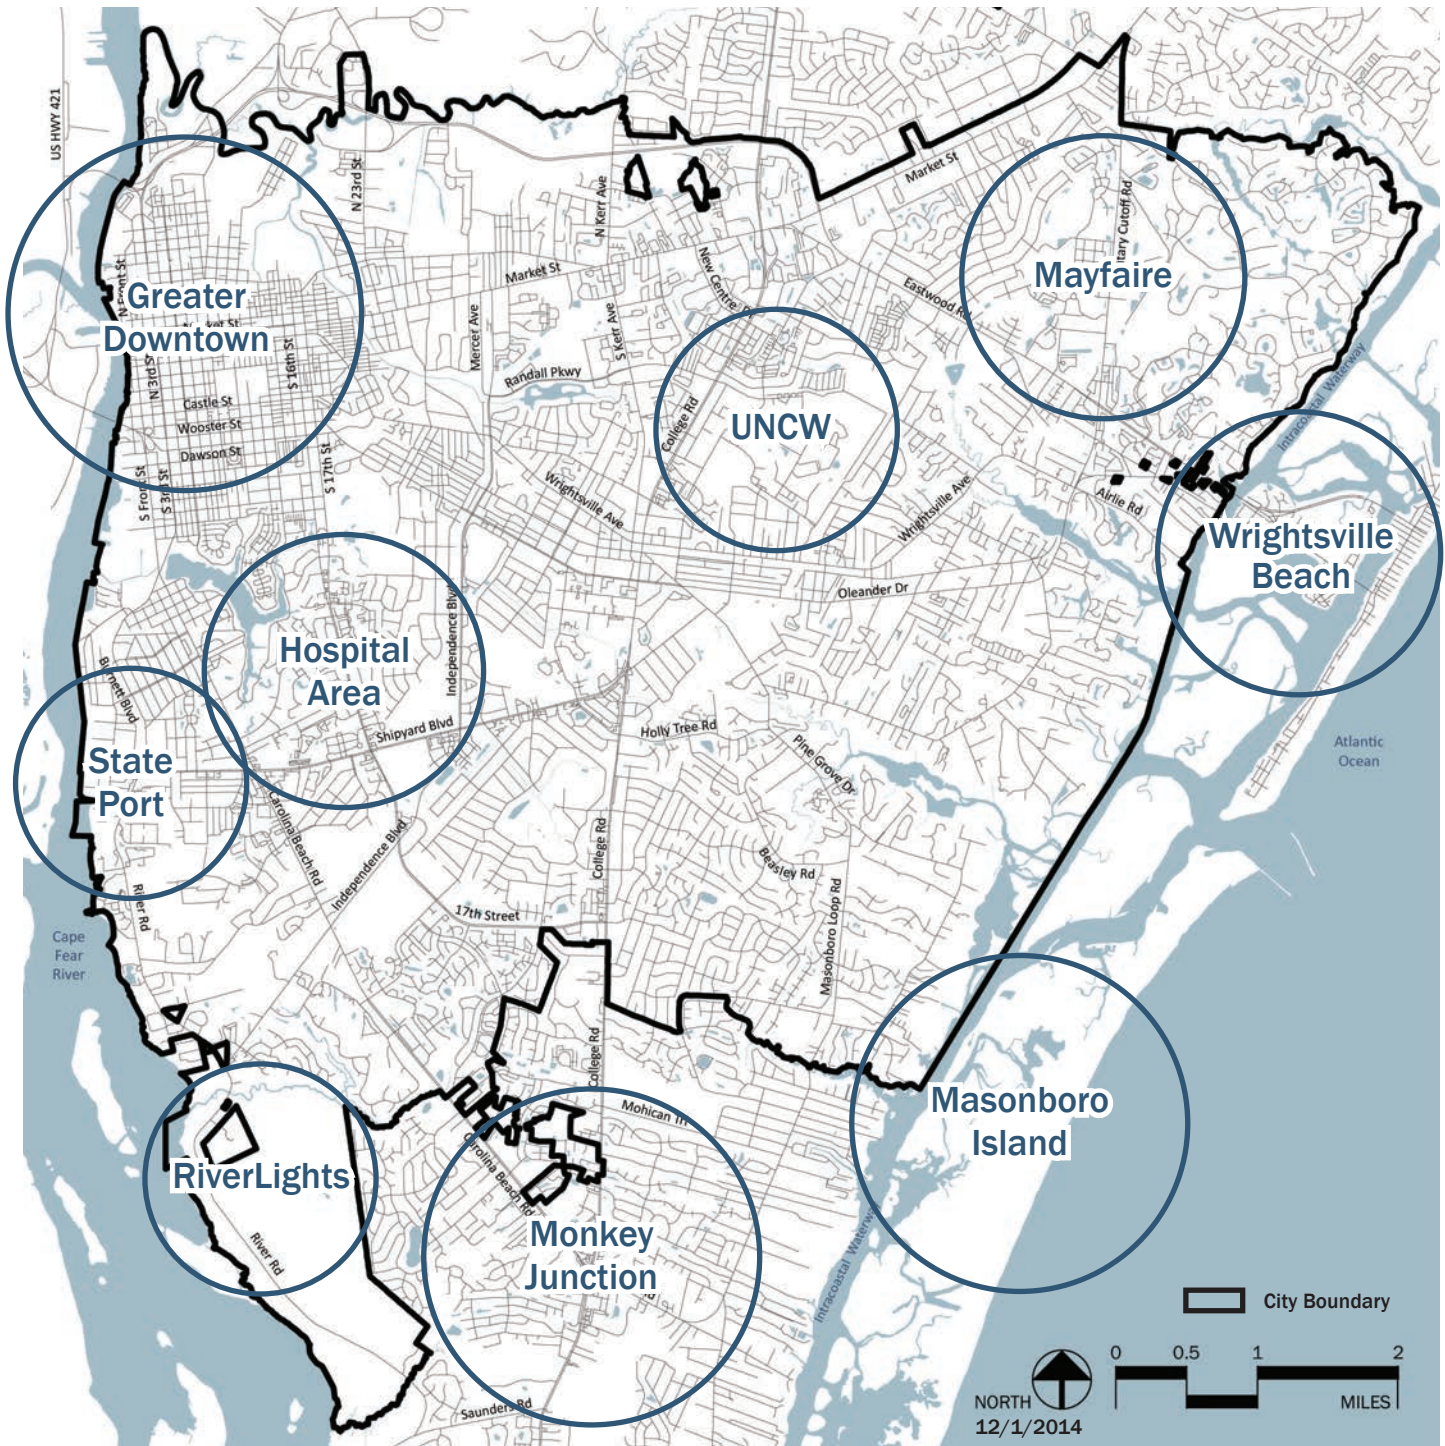 US HWY 421
N 23rd St
N Kerr Ave
Market St
Mayfaire
Eastwood Rd
New Centre
Market St
N Front St
Greater
Downtown
N 3rd St
S 16th St
Mercer Ave
S Kerr Ave
Randall Pkwy
College Rd
UNCW
Intracoastal Waterway
Castle St
Wooster St
Dawson St
S Front St
S 3rd St
S 17th St
Wrightsville Ave
Wrightsville Ave
Airlie Rd
Wrightsville
Beach
Oleander Dr
Independence Blvd
Hospital
Area
Burnett Blvd
Shipyard Blvd
Holly Tree Rd
Pine Grove Dr
Atlantic
Ocean
State
Port
Carolina Beach Rd
Independence Blvd
College Rd
Beasley Rd
Masonboro Loop Rd
River Rd
17th Street
Cape
Fear
River
College Rd
Mohican Trl
Masonboro
Island
RiverLights
River Rd
Carolina Beach Rd
Monkey
Junction
Intracoastal Waterway
Saunders Rd
City Boundary
0 0.5 1 2
NORTH MILES
12/1/2014